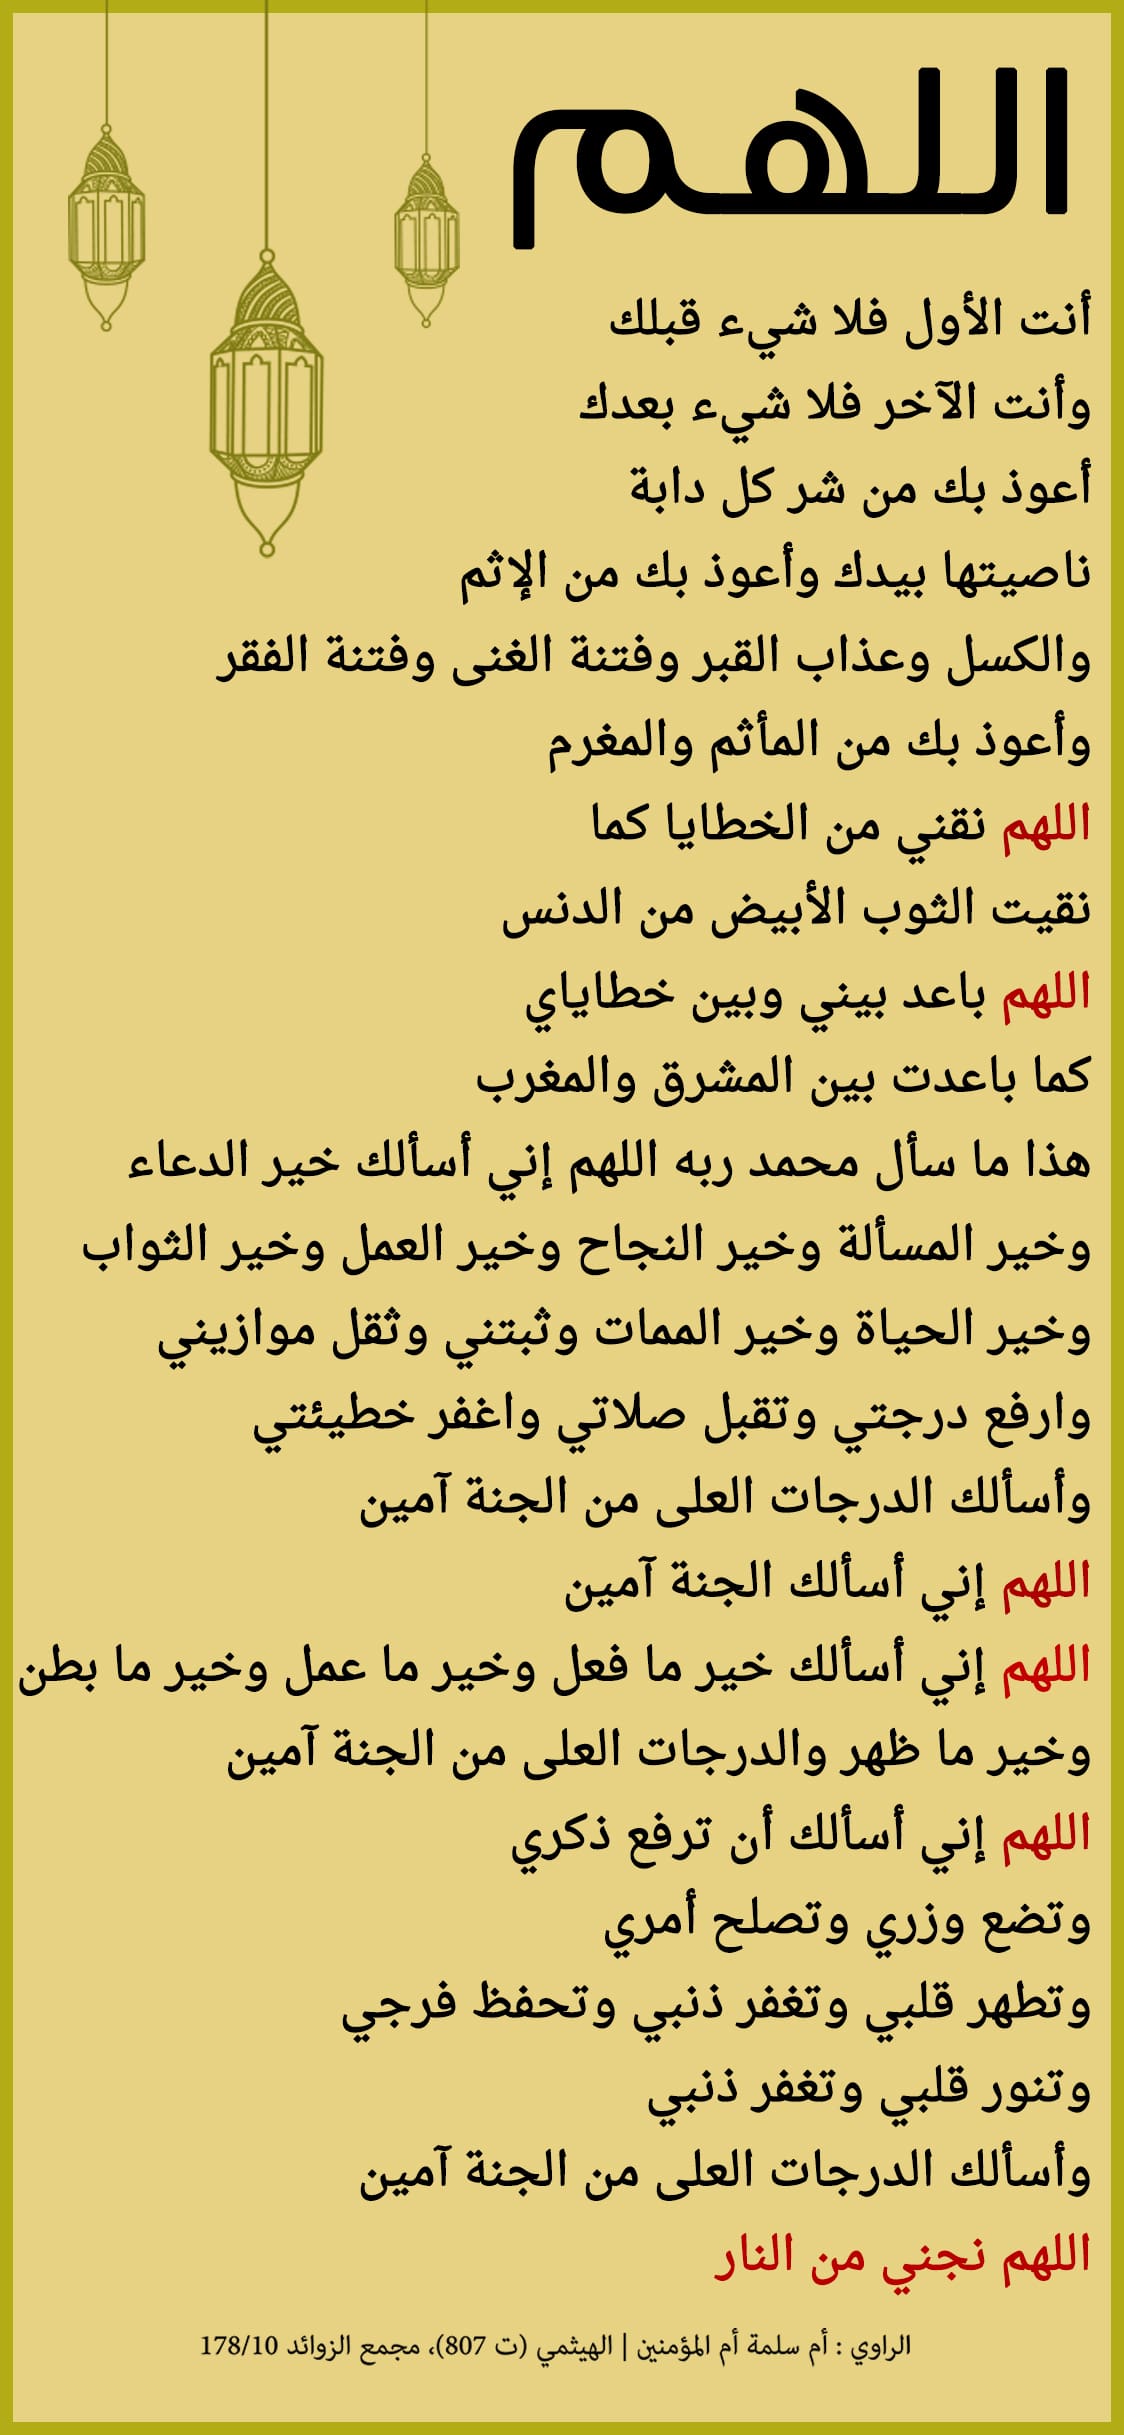 اللهم
أنت الأول فلا شيء قبلك
وأنت الآخر فلا شيء بعدك
أعوذ بك من شر كل دابة
ناصيتها بيدك وأعوذ بك من الإثم
والكسل وعذاب القبر وفتنة الغنى وفتنة الفقر
وأعوذ بك من المأثم والمغرم
اللهم نقني من الخطايا كما
نقيت الثوب الأبيض من الدنس
اللهم باعد بيني وبين خطاياي
كما باعدت بين المشرق والمغرب
هذا ما سأل محمد ربه اللهم إني أسألك خير الدعاء
وخير المسألة وخير النجاح وخير العمل وخير الثواب
وخير الحياة وخير الممات وثبتني وثقل موازيني
وارفع درجتي وتقبل صلاتي واغفر خطيئتي
وأسألك الدرجات العلى من الجنة آمين
اللهم إني أسألك الجنة آمين
اللهم إني أسألك خير ما فعل وخير ما عمل وخير ما بطن
وخير ما ظهر والدرجات العلى من الجنة آمين
اللهم إني أسألك أن ترفع ذكري
وتضع وزري وتصلح أمري
وتطهر قلبي وتغفر ذنبي وتحفظ فرجي
وتنور قلبي وتغفر ذنبي
وأسألك الدرجات العلى من الجنة آمين
اللهم نجني من النار
الراوي : أم سلمة أم المؤمنين | الهيثمي (ت 807)، مجمع الزوائد 178/10